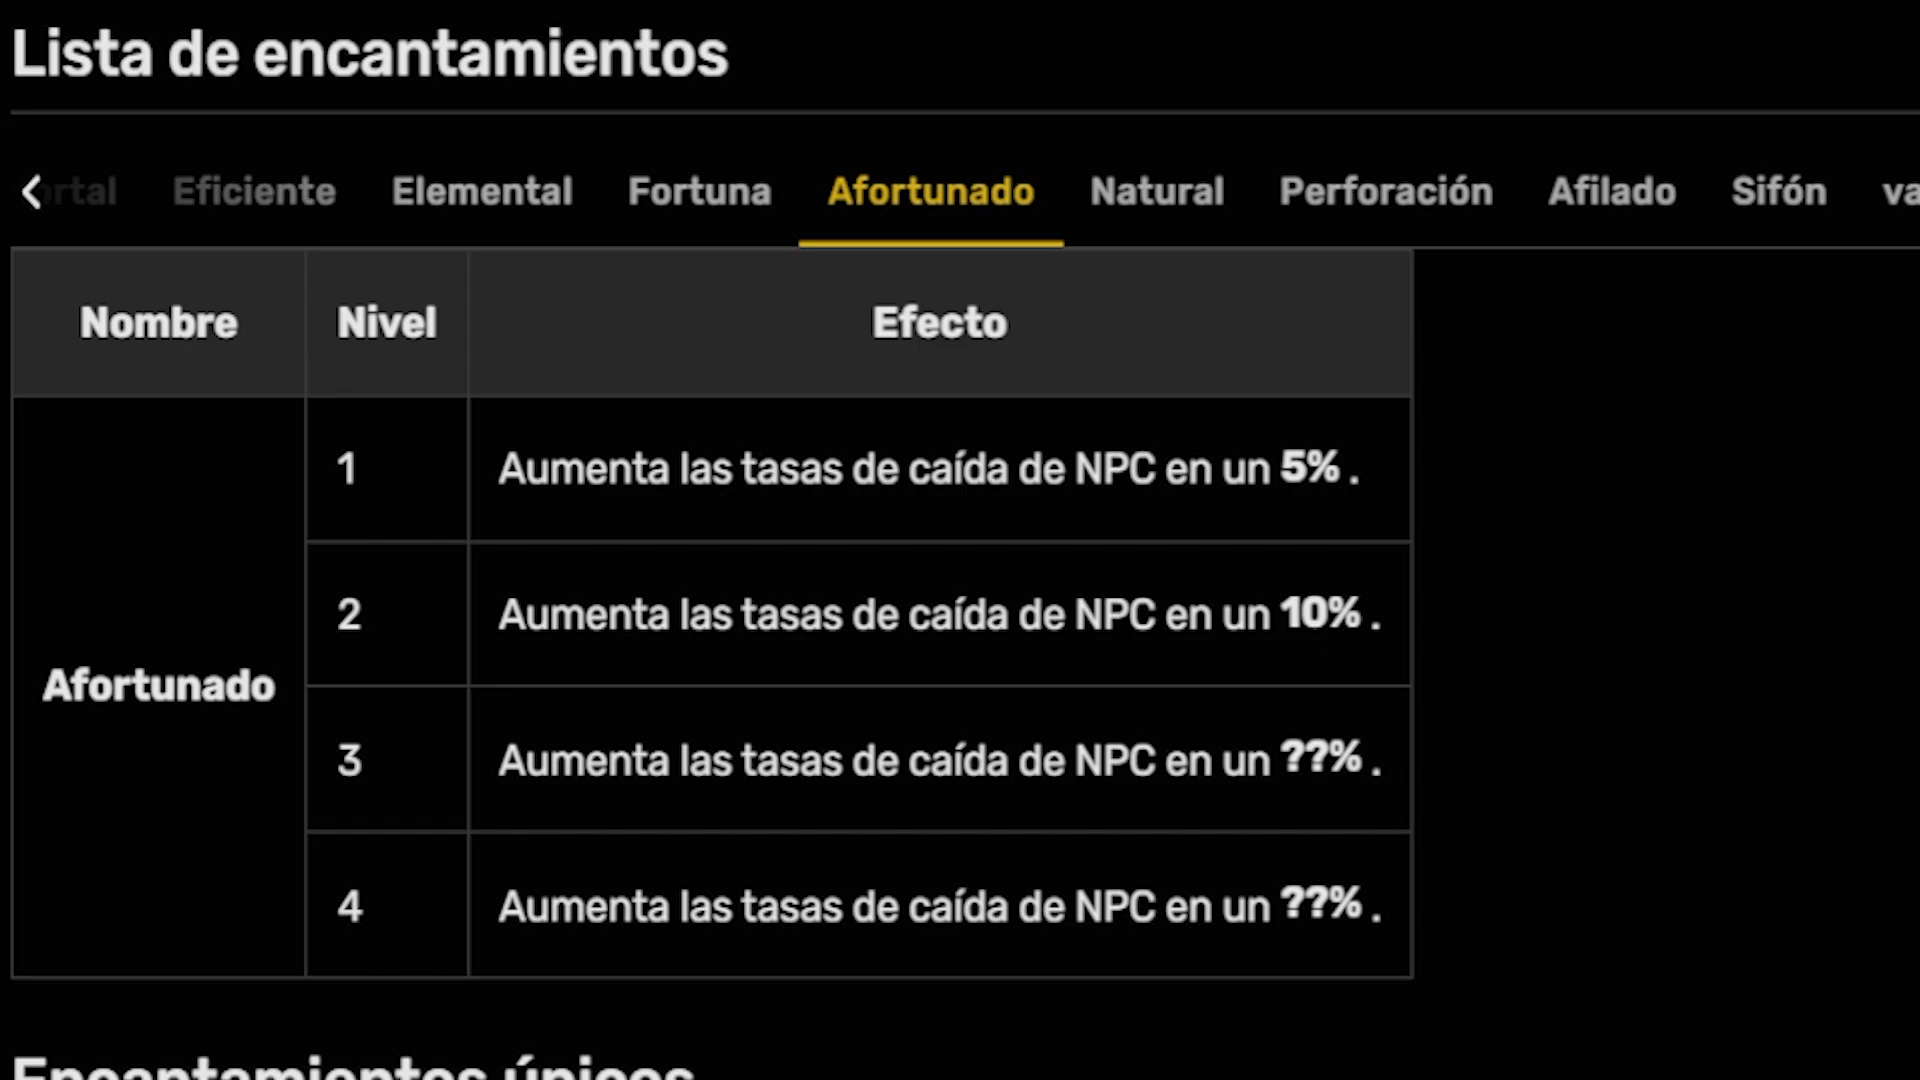 Lista de encantamientos
Eficiente Elemental Fortuna Afortunado Natural Perforación Afilado Sifón
Nombre Nivel Efecto
1 Aumenta las tasas de caída de NPC en un 5% .
2 Aumenta las tasas de caída de NPC en un 10% .
Afortunado
3 Aumenta las tasas de caída de NPC en un ??% .
4 Aumenta las tasas de caída de NPC en un ??% .
Encantamientos únicos